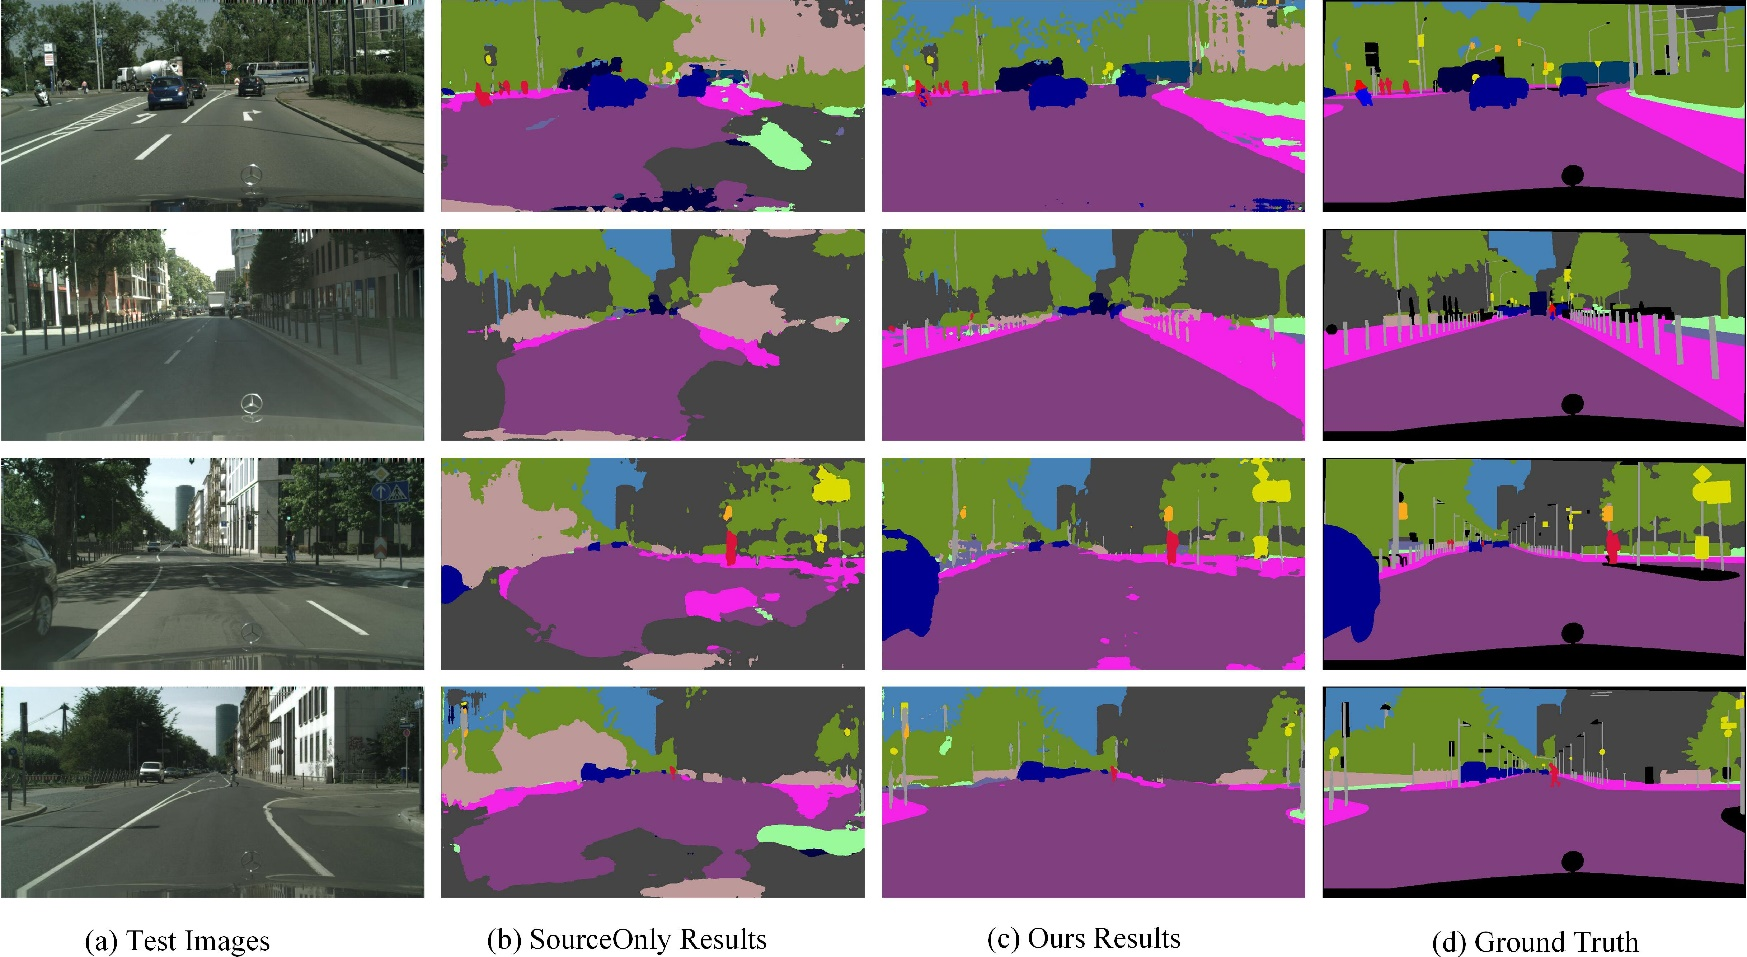 (a) Test Images
(b) SourceOnly Results
(c) Ours Results
(d) Ground Truth